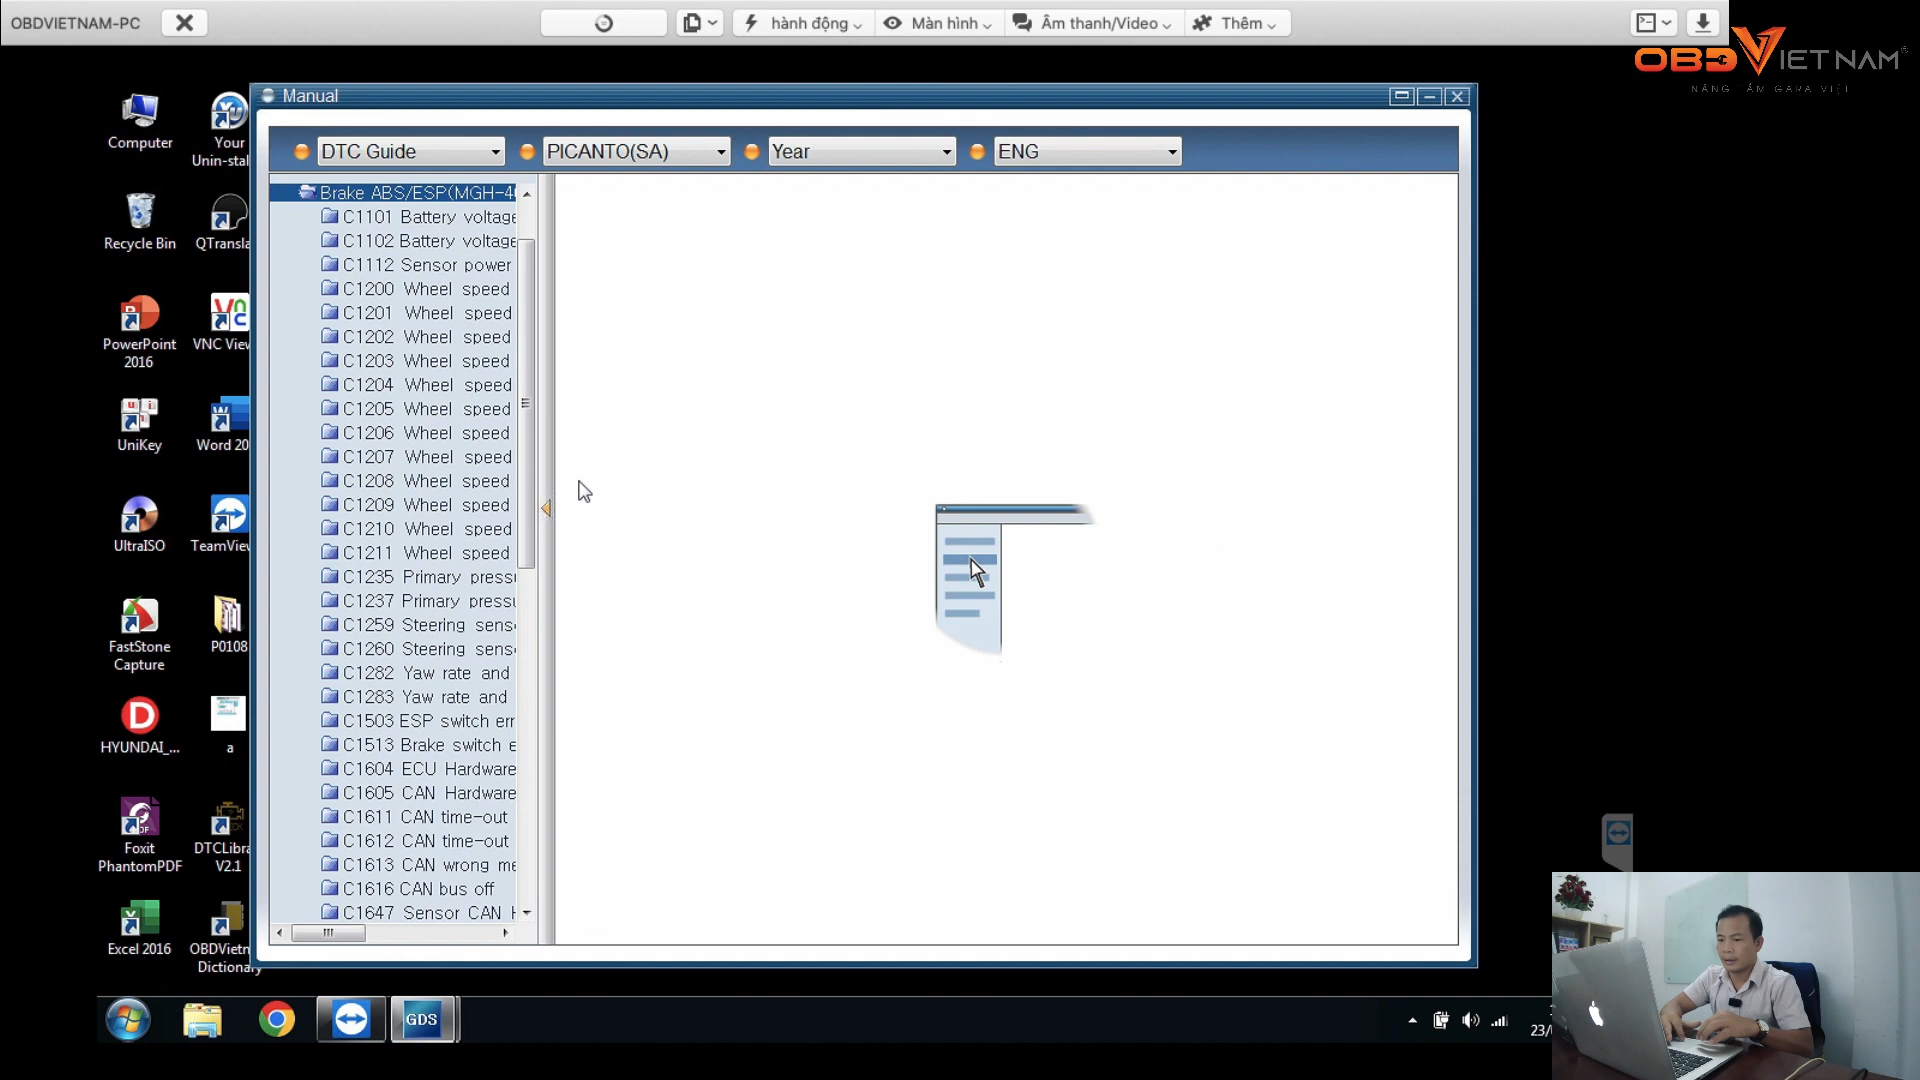 OBDVIETNAM-PC
hành động
Màn hình
Âm thanh/Video
Thêm
OBDVIETNAM®
Manual
DTC Guide
PICANTO(SA)
Year
ENG
Computer
Your
Unin-stal
Recycle Bin
QTransla
PowerPoint
2016
VNC View
UniKey
Word 20
UltraISO
TeamView
FastStone
Capture
P0108
HYUNDAI_...
a
Foxit
PhantomPDF
DTCLibra
V2.1
Excel 2016
OBDVietn
Dictionary
Brake ABS/ESP(MGH-4
C1101 Battery voltage
C1102 Battery voltage
C1112 Sensor power
C1200 Wheel speed
C1201 Wheel speed
C1202 Wheel speed
C1203 Wheel speed
C1204 Wheel speed
C1205 Wheel speed
C1206 Wheel speed
C1207 Wheel speed
C1208 Wheel speed
C1209 Wheel speed
C1210 Wheel speed
C1211 Wheel speed
C1235 Primary pressu
C1237 Primary pressu
C1259 Steering sens
C1260 Steering sens
C1282 Yaw rate and
C1283 Yaw rate and
C1503 ESP switch err
C1513 Brake switch e
C1604 ECU Hardware
C1605 CAN Hardware
C1611 CAN time-out
C1612 CAN time-out
C1613 CAN wrong me
C1616 CAN bus off
C1647 Sensor CAN H
GDS
23/